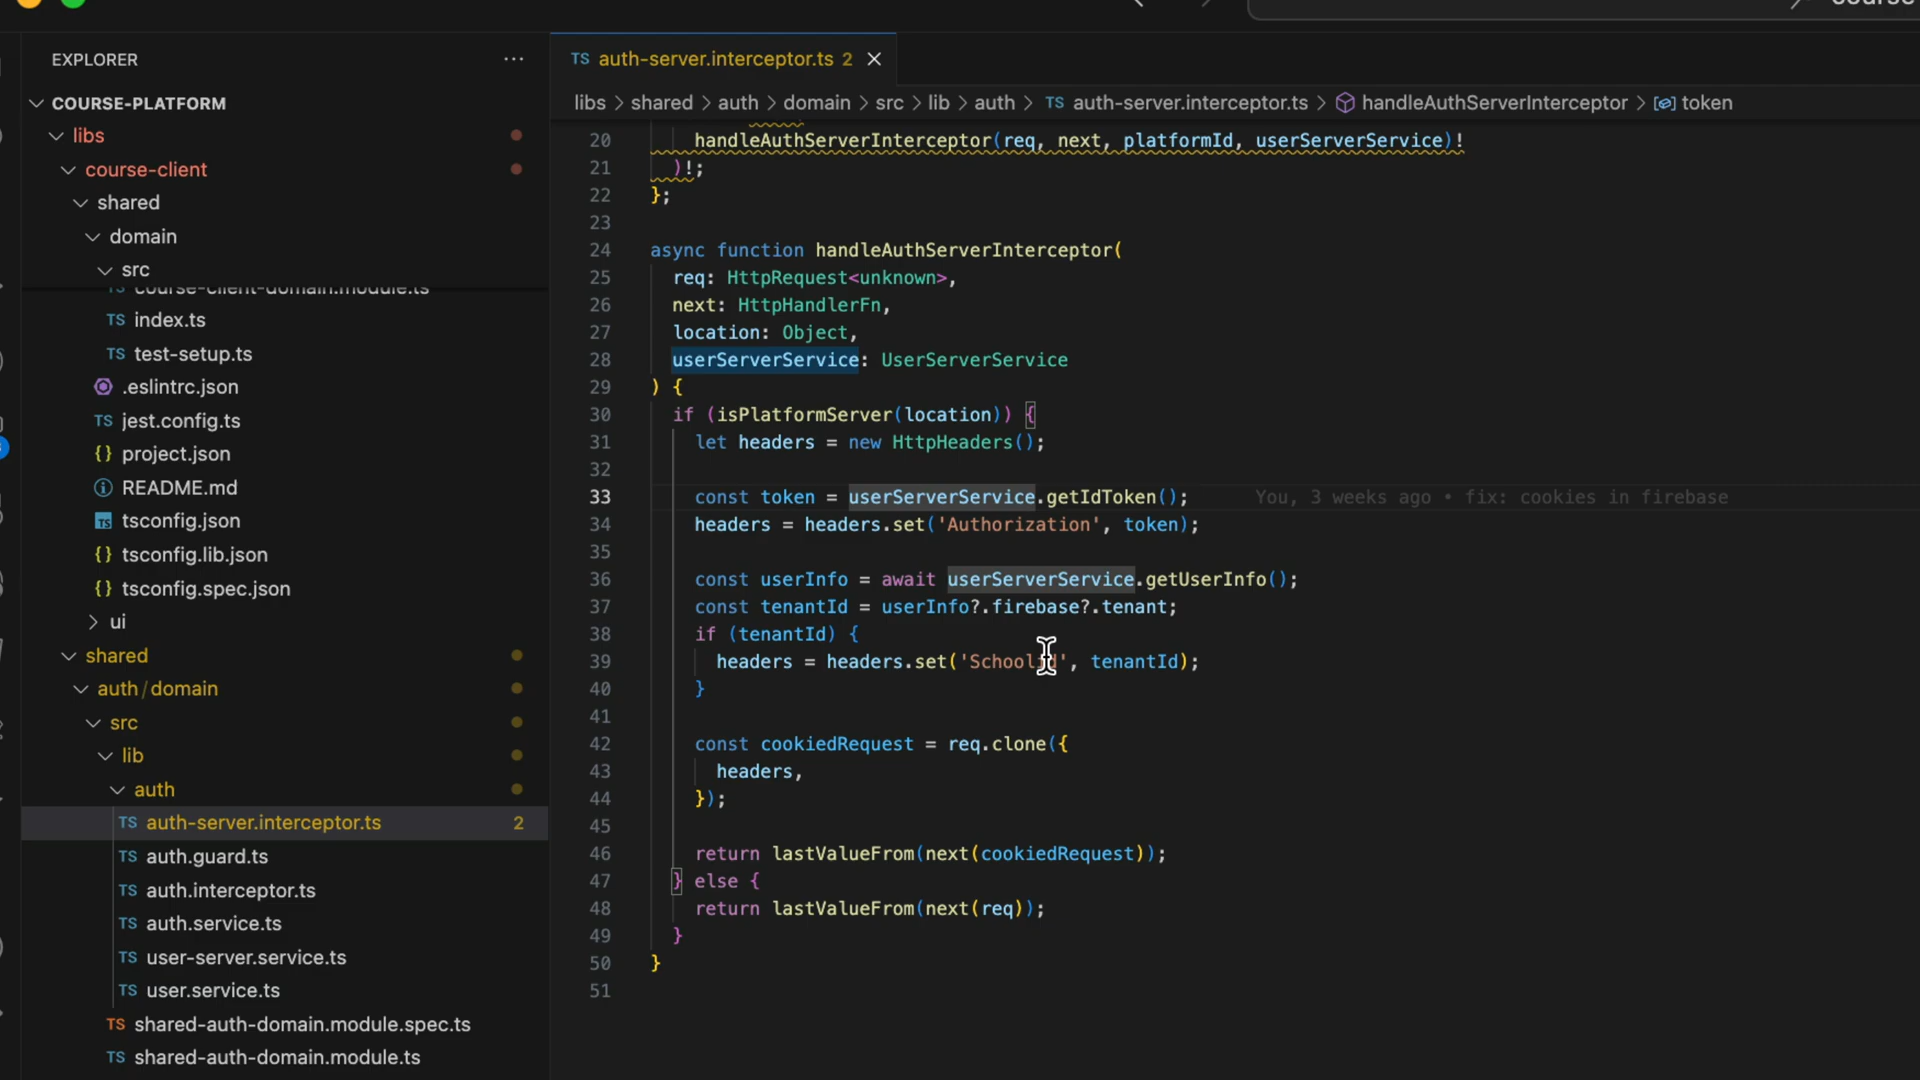 EXPLORER
COURSE-PLATFORM
libs
course-client
shared
domain
src
course-client-domain.module.ts
TS index.ts
TS test-setup.ts
.eslintrc.json
TS jest.config.ts
{} project.json
README.md
TS tsconfig.json
{} tsconfig.lib.json
{} tsconfig.spec.json
ui
shared
auth / domain
src
lib
auth
TS auth-server.interceptor.ts 2
TS auth.guard.ts
TS auth.interceptor.ts
TS auth.service.ts
TS user-server.service.ts
TS user.service.ts
TS shared-auth-domain.module.spec.ts
TS shared-auth-domain.module.ts
TS auth-server.interceptor.ts 2
libs > shared > auth > domain > src > lib > auth > TS auth-server.interceptor.ts > handleAuthServerInterceptor > token
20 handleAuthServerInterceptor(req, next, platformId, userServerService)!
21 )!;
22 };
23
24 async function handleAuthServerInterceptor(
25 req: HttpRequest<unknown>,
26 next: HttpHandlerFn,
27 location: Object,
28 userServerService: UserServerService
29 ) {
30 if (isPlatformServer(location)) {
31 let headers = new HttpHeaders();
32
33 const token = userServerService.getIdToken(); You, 3 weeks ago • fix: cookies in firebase
34 headers = headers.set('Authorization', token);
35
36 const userInfo = await userServerService.getUserInfo();
37 const tenantId = userInfo?.firebase?.tenant;
38 if (tenantId) {
39 headers = headers.set('SchoolId', tenantId);
40 }
41
42 const cookiedRequest = req.clone({
43 headers,
44 });
45
46 return lastValueFrom(next(cookiedRequest));
47 } else {
48 return lastValueFrom(next(req));
49 }
50 }
51